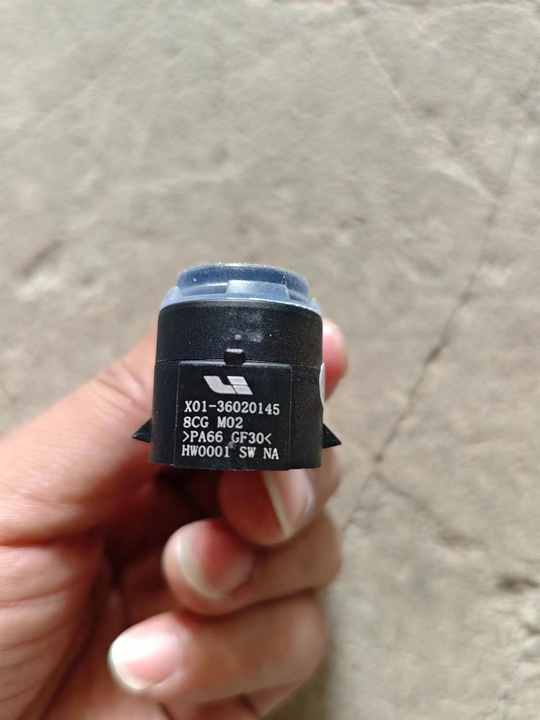 X01-36020145
8CG M02
>PA66 GF30<
HW0001 SW NA